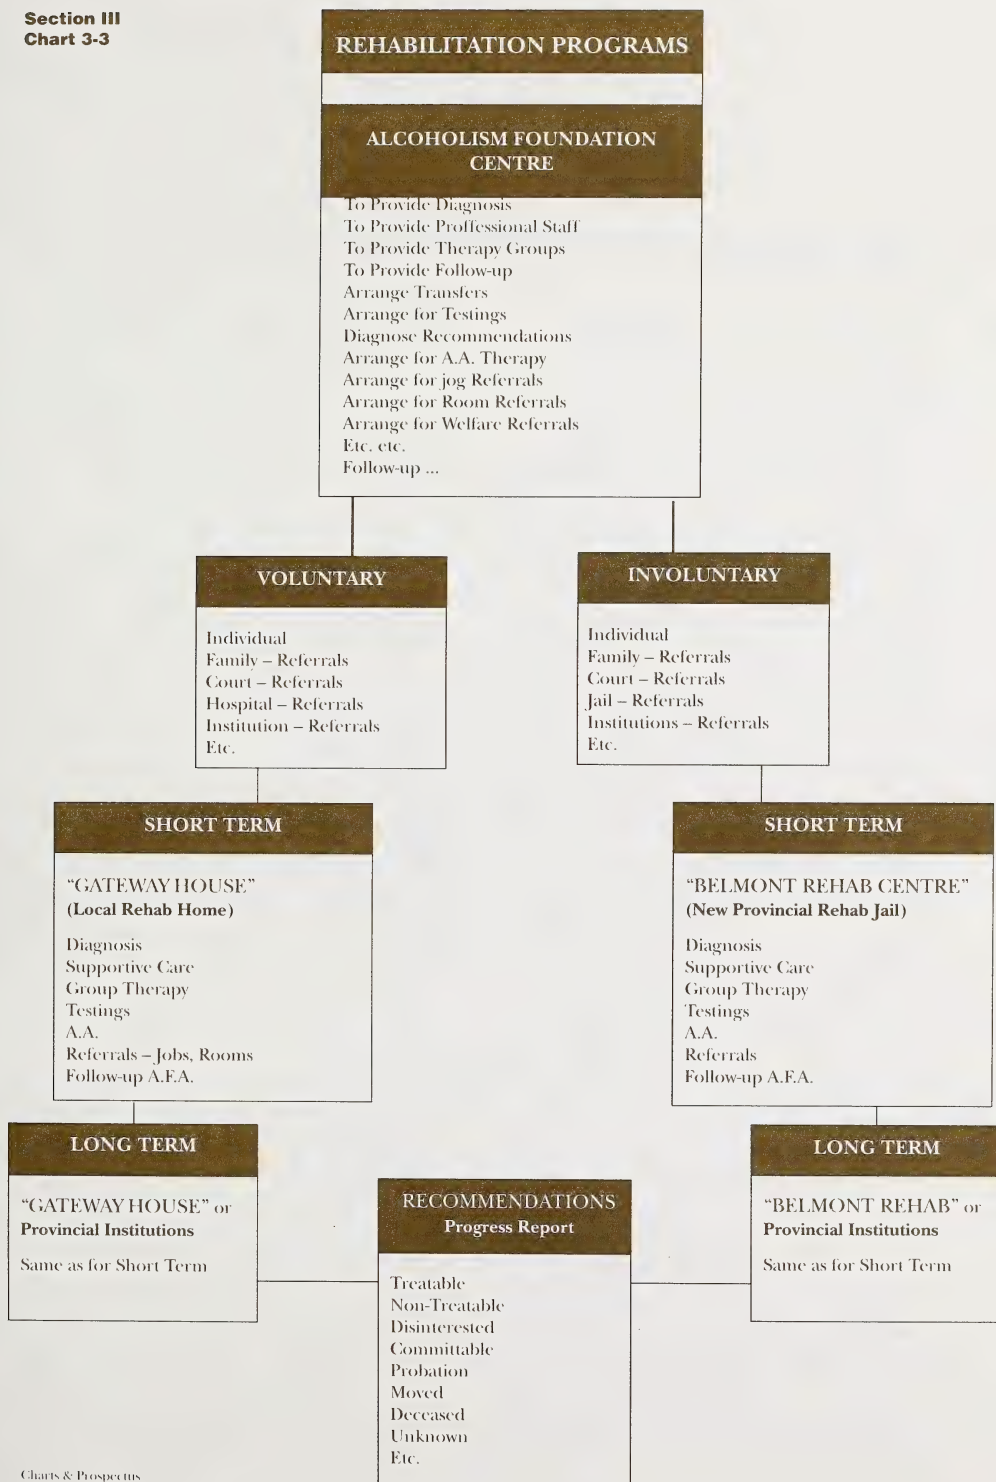 Section III
Chart 3-3
REHABILITATION PROGRAMS
ALCOHOLISM FOUNDATION
CENTRE
To Provide Diagnosis
To Provide Proffessional Staff
To Provide Therapy Groups
To Provide Follow-up
Arrange Transfers
Arrange for Testings
Diagnose Recommendations
Arrange for A.A. Therapy
Arrange for jog Referrals
Arrange for Room Referrals
Arrange for Welfare Referrals
Etc. etc.
Follow-up ...
VOLUNTARY
Individual
Family – Referrals
Court – Referrals
Hospital – Referrals
Institution – Referrals
Etc.
INVOLUNTARY
Individual
Family – Referrals
Court – Referrals
Jail – Referrals
Institutions – Referrals
Etc.
SHORT TERM
“GATEWAY HOUSE”
(Local Rehab Home)
Diagnosis
Supportive Care
Group Therapy
Testings
A.A.
Referrals – Jobs, Rooms
Follow-up A.F.A.
SHORT TERM
“BELMONT REHAB CENTRE”
(New Provincial Rehab Jail)
Diagnosis
Supportive Care
Group Therapy
Testings
A.A.
Referrals
Follow-up A.F.A.
LONG TERM
“GATEWAY HOUSE” or
Provincial Institutions
Same as for Short Term
RECOMMENDATIONS
Progress Report
Treatable
Non-Treatable
Disinterested
Committable
Probation
Moved
Deceased
Unknown
Etc.
LONG TERM
“BELMONT REHAB” or
Provincial Institutions
Same as for Short Term
Charts & Prospectus